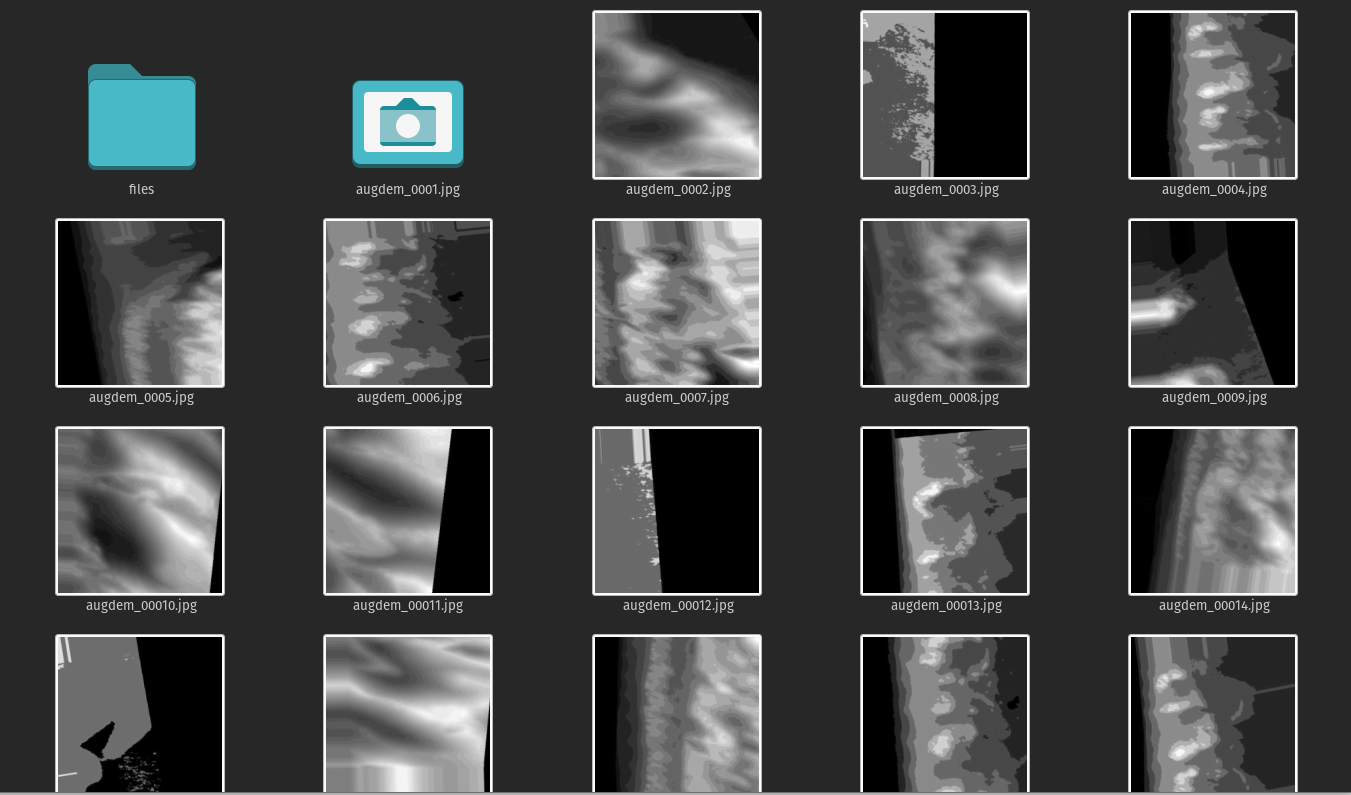 files
augdem_0001.jpg
augdem_0002.jpg
augdem_0003.jpg
augdem_0004.jpg
augdem_0005.jpg
augdem_0006.jpg
augdem_0007.jpg
augdem_0008.jpg
augdem_0009.jpg
augdem_00010.jpg
augdem_00011.jpg
augdem_00012.jpg
augdem_00013.jpg
augdem_00014.jpg